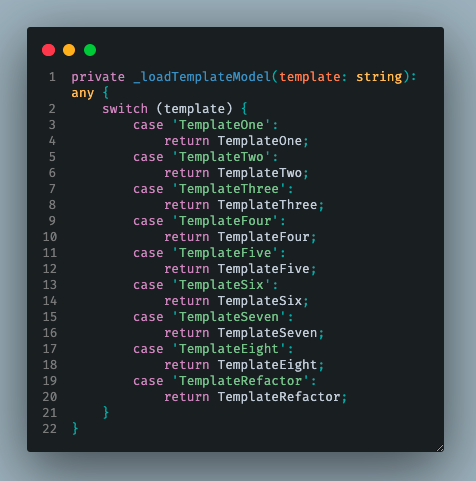 1 private _loadTemplateModel(template: string):
any {
2 switch (template) {
3 case 'TemplateOne':
4 return TemplateOne;
5 case 'TemplateTwo':
6 return TemplateTwo;
7 case 'TemplateThree':
8 return TemplateThree;
9 case 'TemplateFour':
10 return TemplateFour;
11 case 'TemplateFive':
12 return TemplateFive;
13 case 'TemplateSix':
14 return TemplateSix;
15 case 'TemplateSeven':
16 return TemplateSeven;
17 case 'TemplateEight':
18 return TemplateEight;
19 case 'TemplateRefactor':
20 return TemplateRefactor;
21 }
22 }